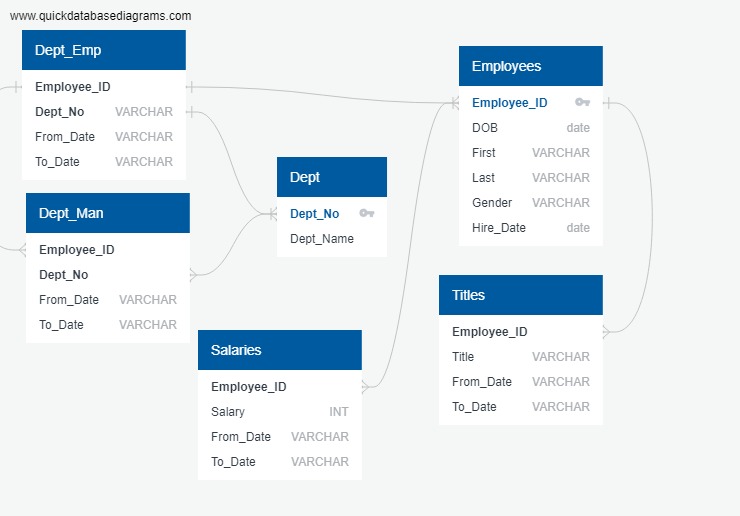 www.quickdatabasediagrams.com
Dept_Emp
Employee_ID
Dept_No VARCHAR
From_Date VARCHAR
To_Date VARCHAR
Employees
Employee_ID
DOB date
First VARCHAR
Last VARCHAR
Gender VARCHAR
Hire_Date date
Dept
Dept_No
Dept_Name
Dept_Man
Employee_ID
Dept_No
From_Date VARCHAR
To_Date VARCHAR
Titles
Employee_ID
Title VARCHAR
From_Date VARCHAR
To_Date VARCHAR
Salaries
Employee_ID
Salary INT
From_Date VARCHAR
To_Date VARCHAR